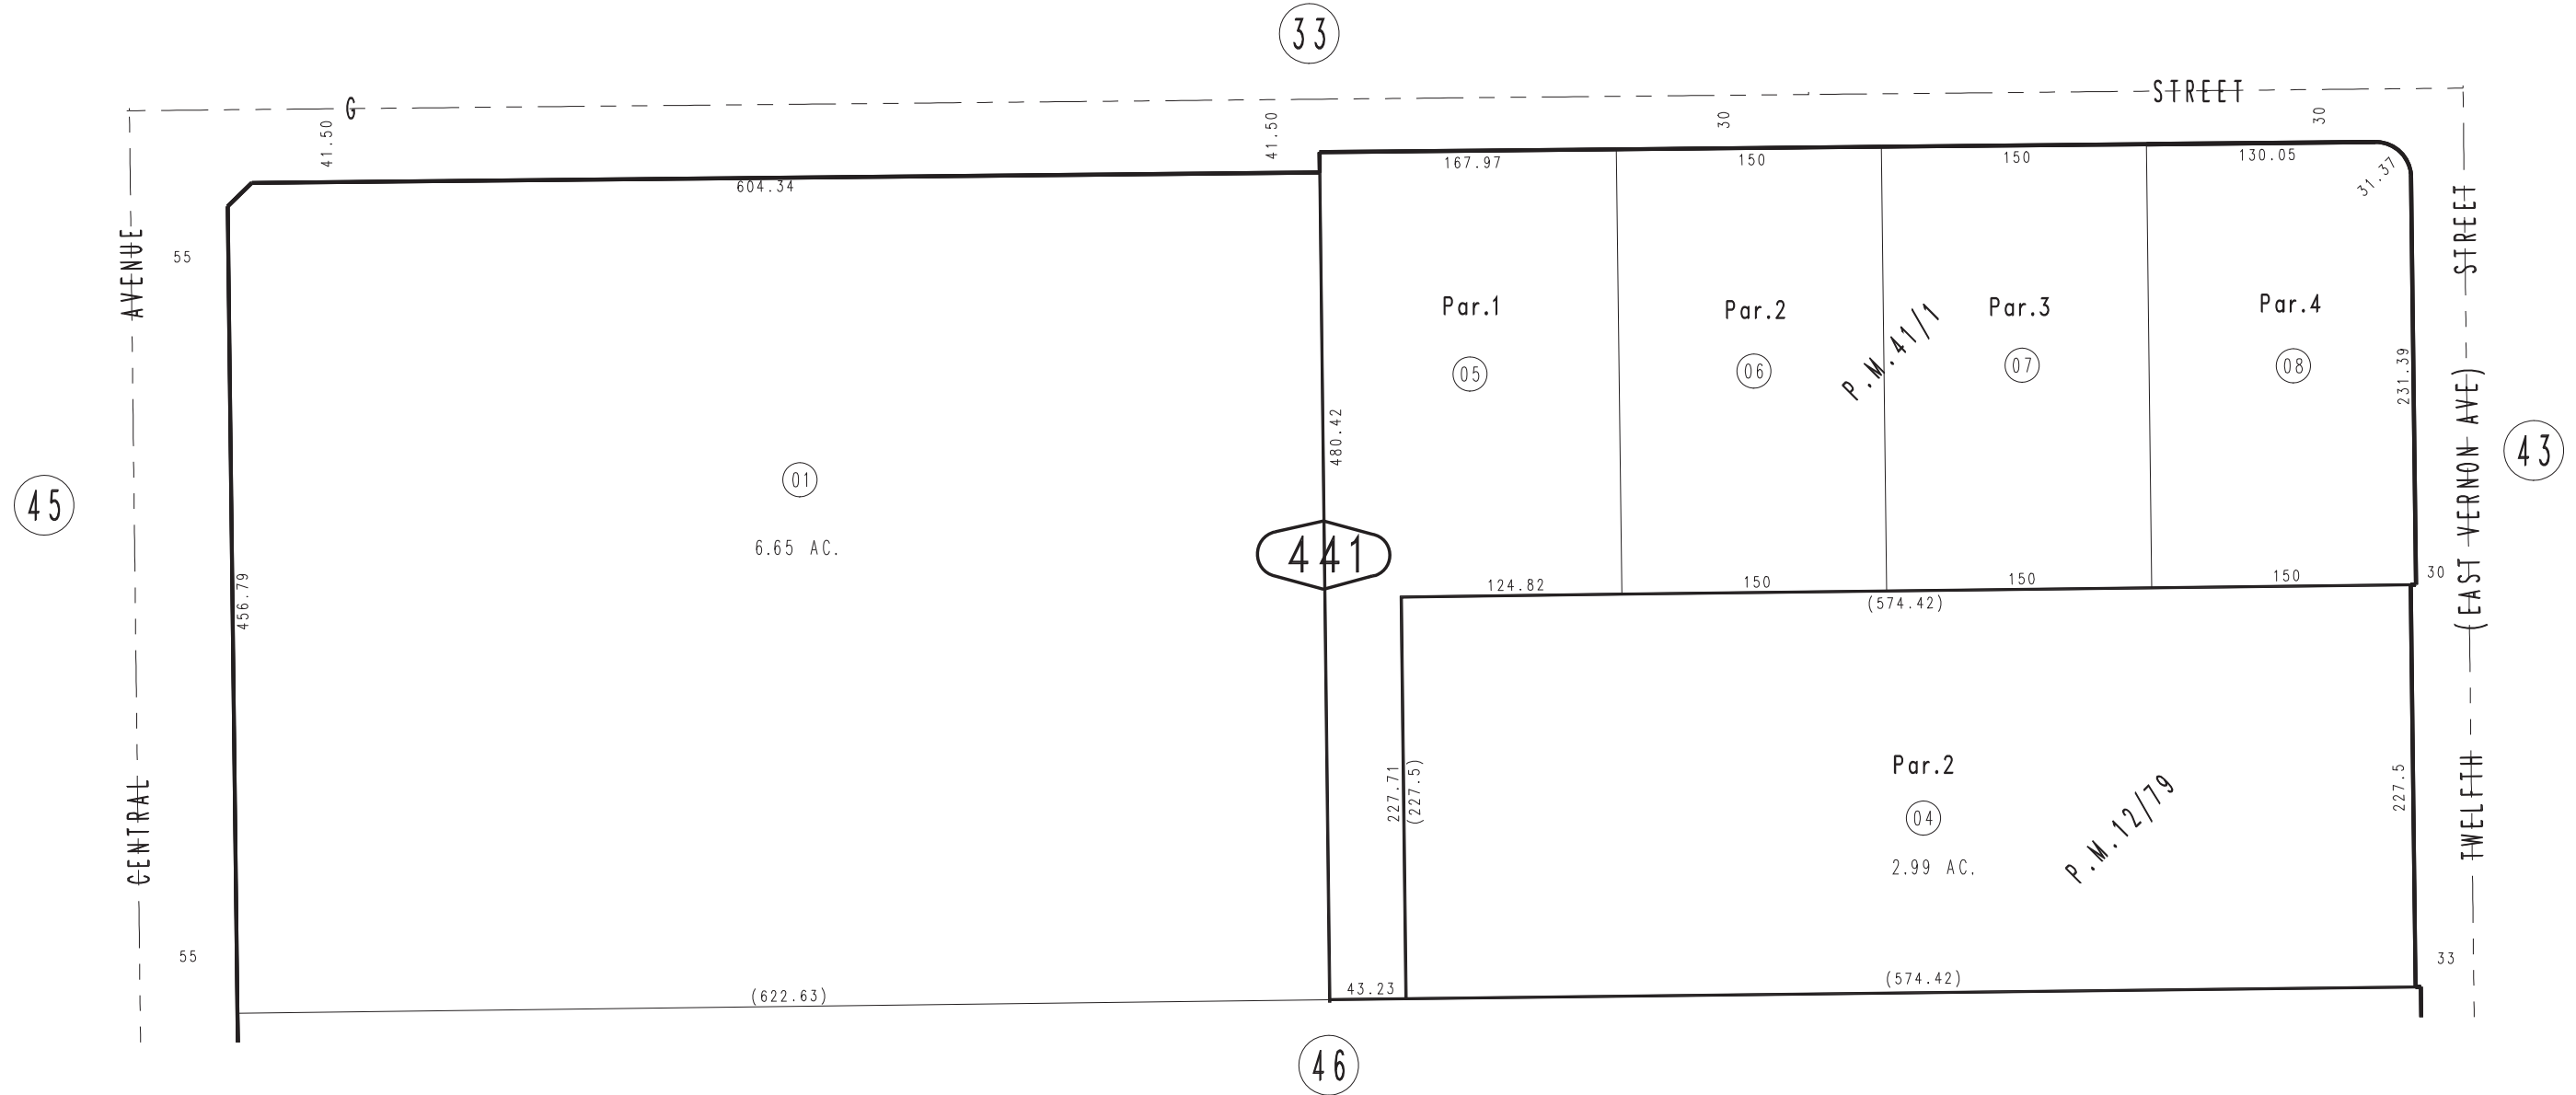 33
G
STREET
41.50
41.50
30
30
604.34
167.97
150
150
130.05
31.37
AVENUE
55
STREET
Par.1
Par.2
P.M.41/1
Par.3
Par.4
05
06
07
08
231.39
480.42
(EAST VERNON AVE)
43
45
01
6.65 AC.
441
456.79
124.82
150
150
150
30
(574.42)
227.71
(227.5)
Par.2
04
2.99 AC.
P.M.12/79
227.5
TWELFTH
CENTRAL
55
33
(622.63)
43.23
(574.42)
46